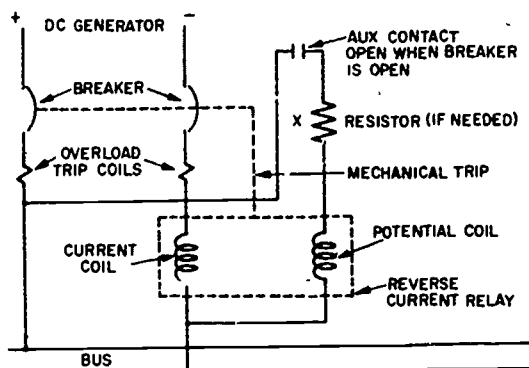 + DC GENERATOR -
AUX CONTACT
OPEN WHEN BREAKER
IS OPEN
BREAKER
X RESISTOR (IF NEEDED)
OVERLOAD
TRIP COILS
MECHANICAL TRIP
CURRENT
COIL
POTENTIAL COIL
REVERSE
CURRENT RELAY
BUS